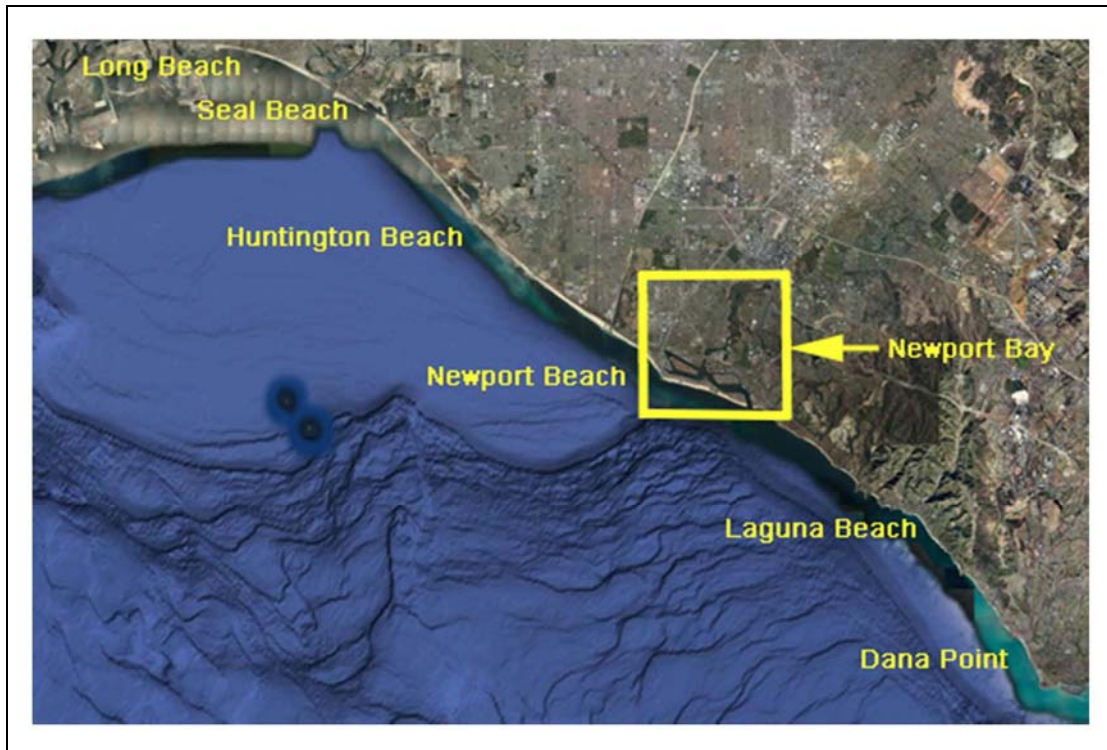 Long Beach
Seal Beach
Huntington Beach
Newport Beach
Newport Bay
Laguna Beach
Dana Point